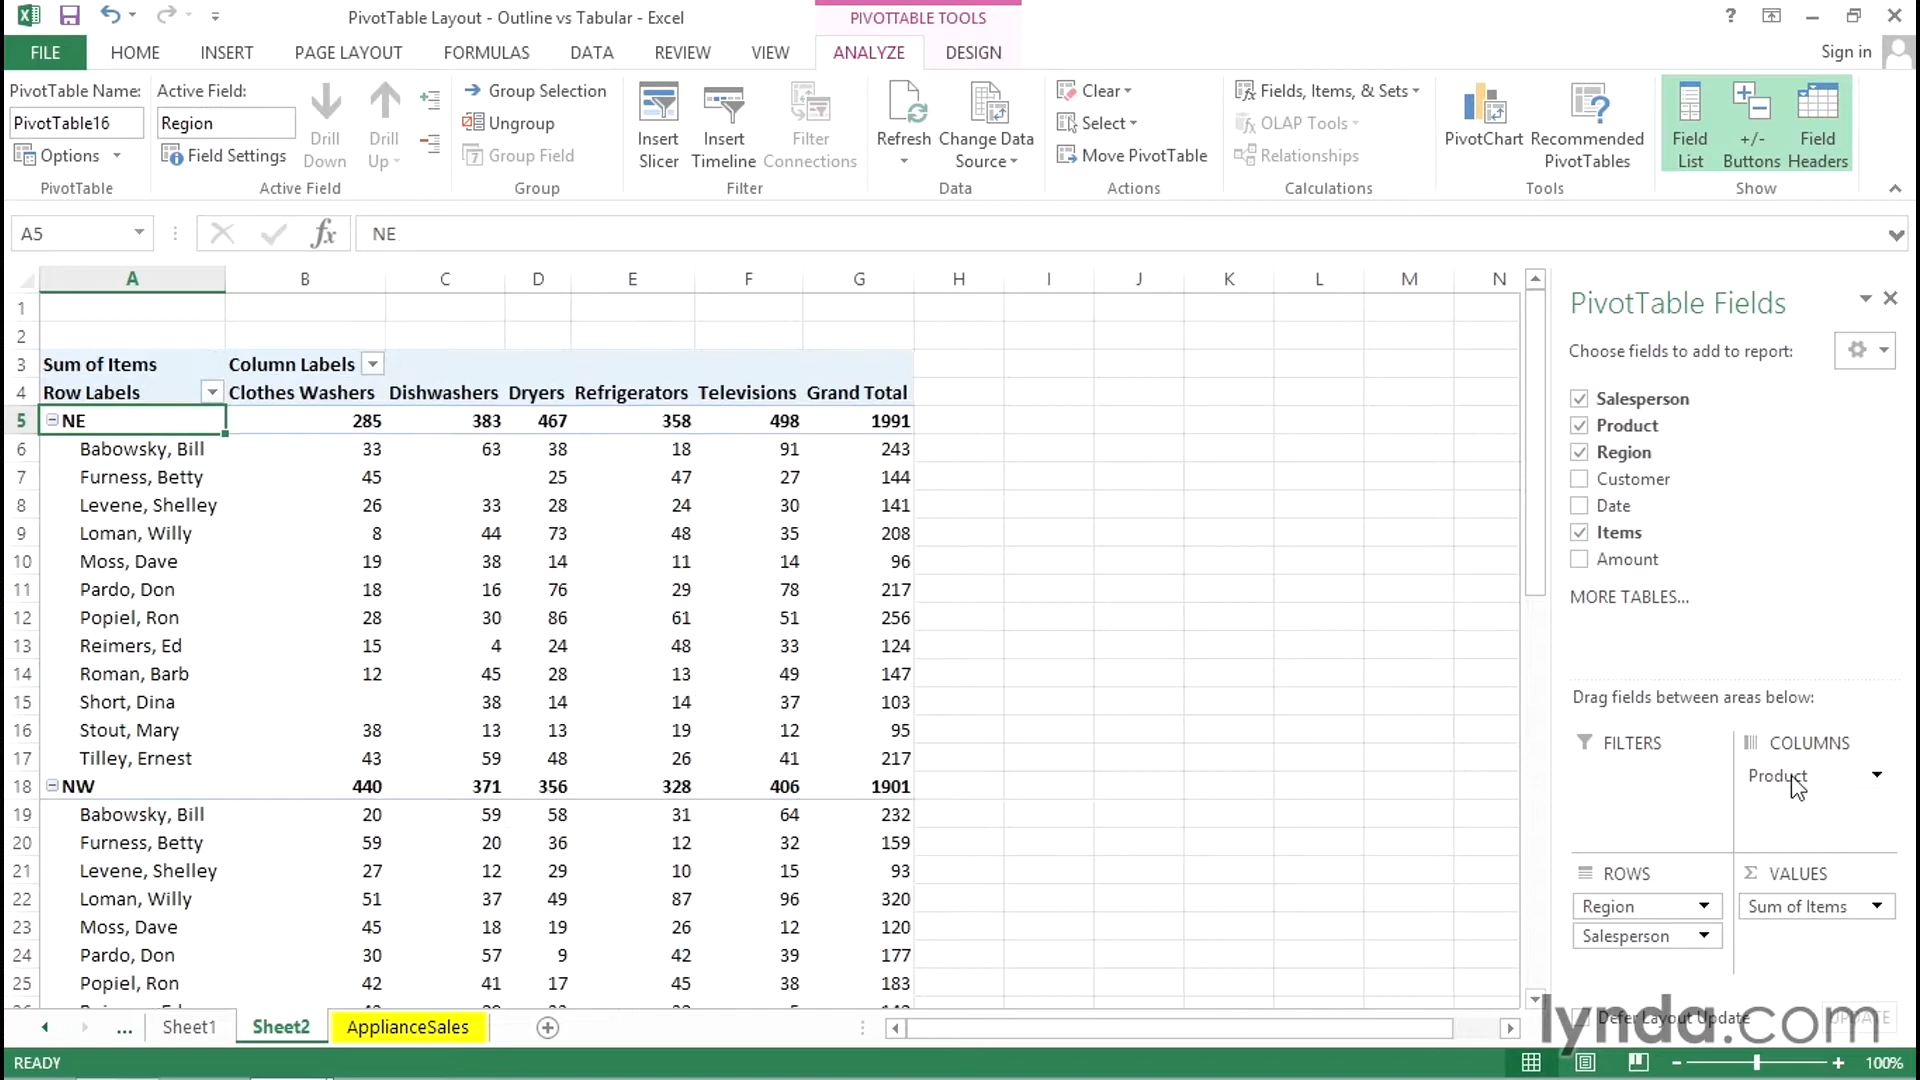 PivotTable Layout - Outline vs Tabular - Excel
PIVOTTABLE TOOLS
?
FILE HOME INSERT PAGE LAYOUT FORMULAS DATA REVIEW VIEW ANALYZE DESIGN Sign in
PivotTable Name:
PivotTable16
Options
PivotTable
Active Field:
Region
Field Settings
Drill
Down
Drill
Up
Active Field
Group Selection
Ungroup
Group Field
Group
Insert
Slicer
Insert
Timeline
Filter
Connections
Filter
Refresh
Change Data
Source
Data
Clear
Select
Move PivotTable
Actions
Fields, Items, & Sets
OLAP Tools
Relationships
Calculations
PivotChart
Recommended
PivotTables
Tools
Field
List
+/-
Buttons
Field
Headers
Show
A5 fx NE
A B C D E F G H I J K L M N
1
2
3 Sum of Items Column Labels
4 Row Labels Clothes Washers Dishwashers Dryers Refrigerators Televisions Grand Total
5 NE 285 383 467 358 498 1991
6 Babowsky, Bill 33 63 38 18 91 243
7 Furness, Betty 45 25 47 27 144
8 Levene, Shelley 26 33 28 24 30 141
9 Loman, Willy 8 44 73 48 35 208
10 Moss, Dave 19 38 14 11 14 96
11 Pardo, Don 18 16 76 29 78 217
12 Popiel, Ron 28 30 86 61 51 256
13 Reimers, Ed 15 4 24 48 33 124
14 Roman, Barb 12 45 28 13 49 147
15 Short, Dina 38 14 14 37 103
16 Stout, Mary 38 13 13 19 12 95
17 Tilley, Ernest 43 59 48 26 41 217
18 NW 440 371 356 328 406 1901
19 Babowsky, Bill 20 59 58 31 64 232
20 Furness, Betty 59 20 36 12 32 159
21 Levene, Shelley 27 12 29 10 15 93
22 Loman, Willy 51 37 49 87 96 320
23 Moss, Dave 45 18 19 26 12 120
24 Pardo, Don 30 57 9 42 39 177
25 Popiel, Ron 42 41 17 45 38 183
PivotTable Fields
Choose fields to add to report:
Salesperson
Product
Region
Customer
Date
Items
Amount
MORE TABLES...
Drag fields between areas below:
FILTERS
COLUMNS
Product
ROWS
Region
Salesperson
VALUES
Sum of Items
Defer Layout Update UPDATE
lynda.com
... Sheet1 Sheet2 ApplianceSales
READY
100%